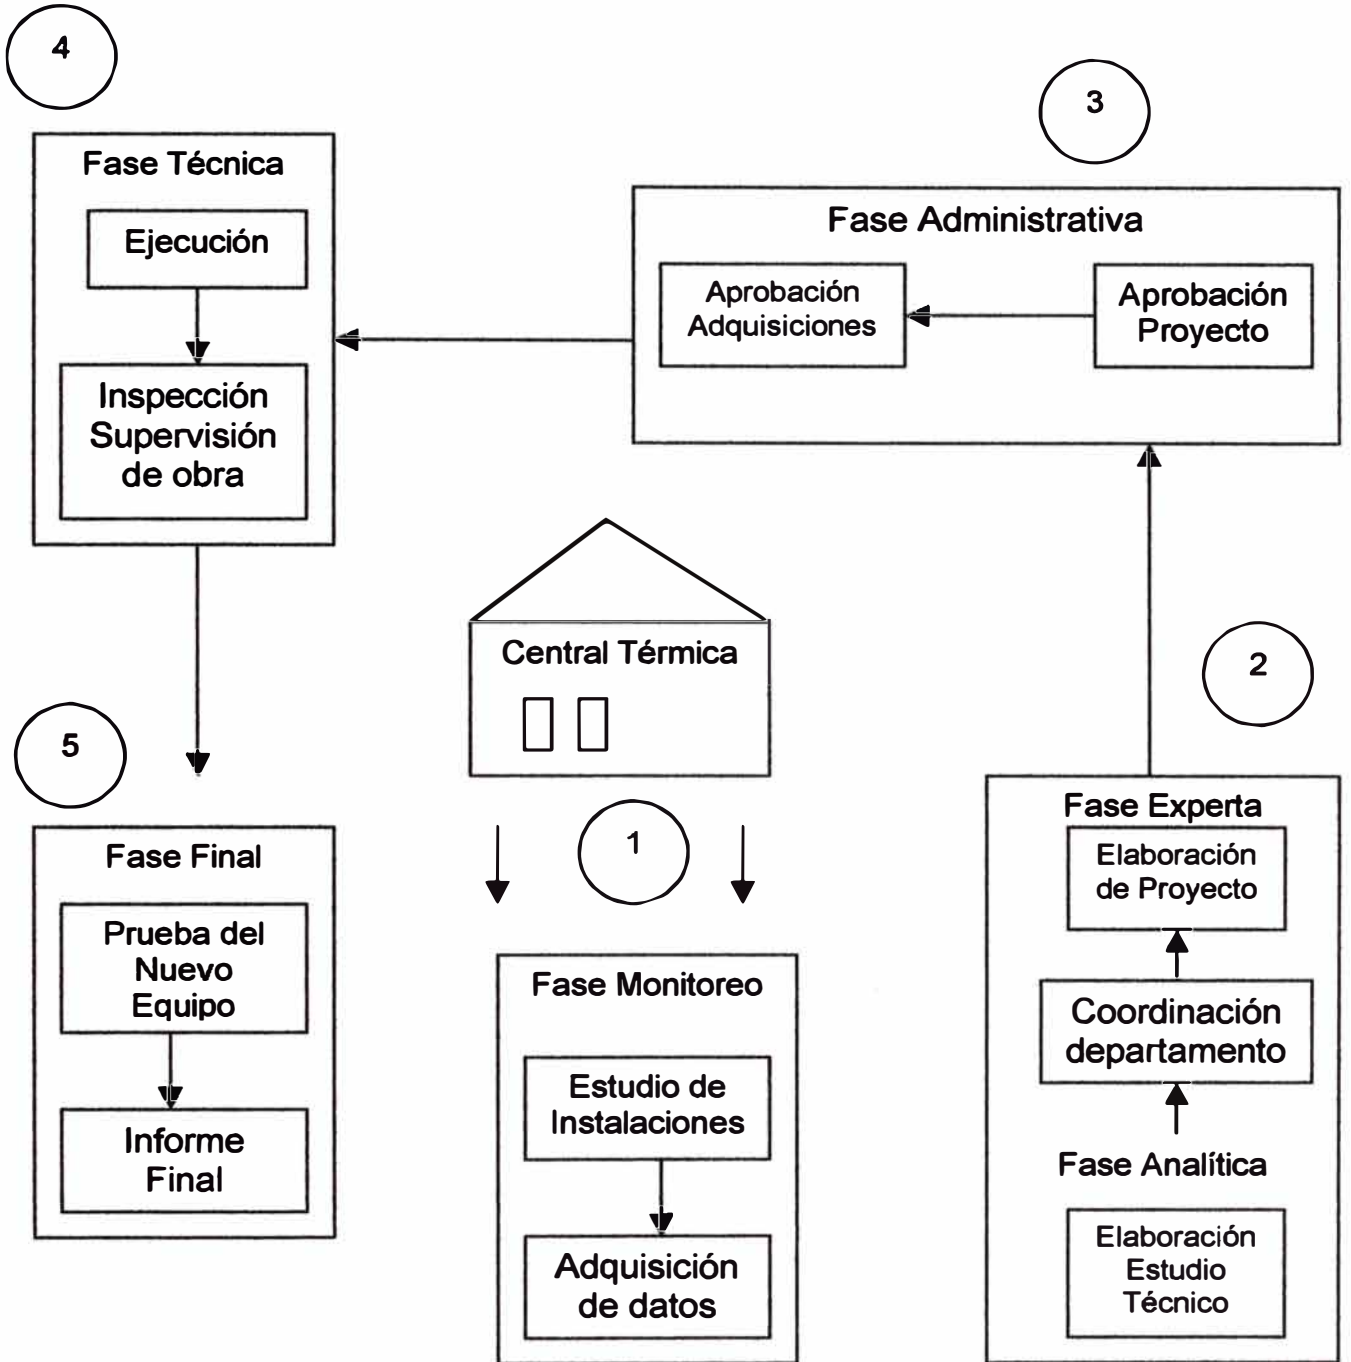 4
Fase Técnica
Ejecución
Inspección
Supervisión
de obra
3
Fase Administrativa
Aprobación
Adquisiciones
Aprobación
Proyecto
Central Térmica
2
5
Fase Final
Prueba del
Nuevo
Equipo
Informe
Final
1
Fase Monitoreo
Estudio de
Instalaciones
Adquisición
de datos
Fase Experta
Elaboración
de Proyecto
Coordinación
departamento
Fase Analítica
Elaboración
Estudio
Técnico